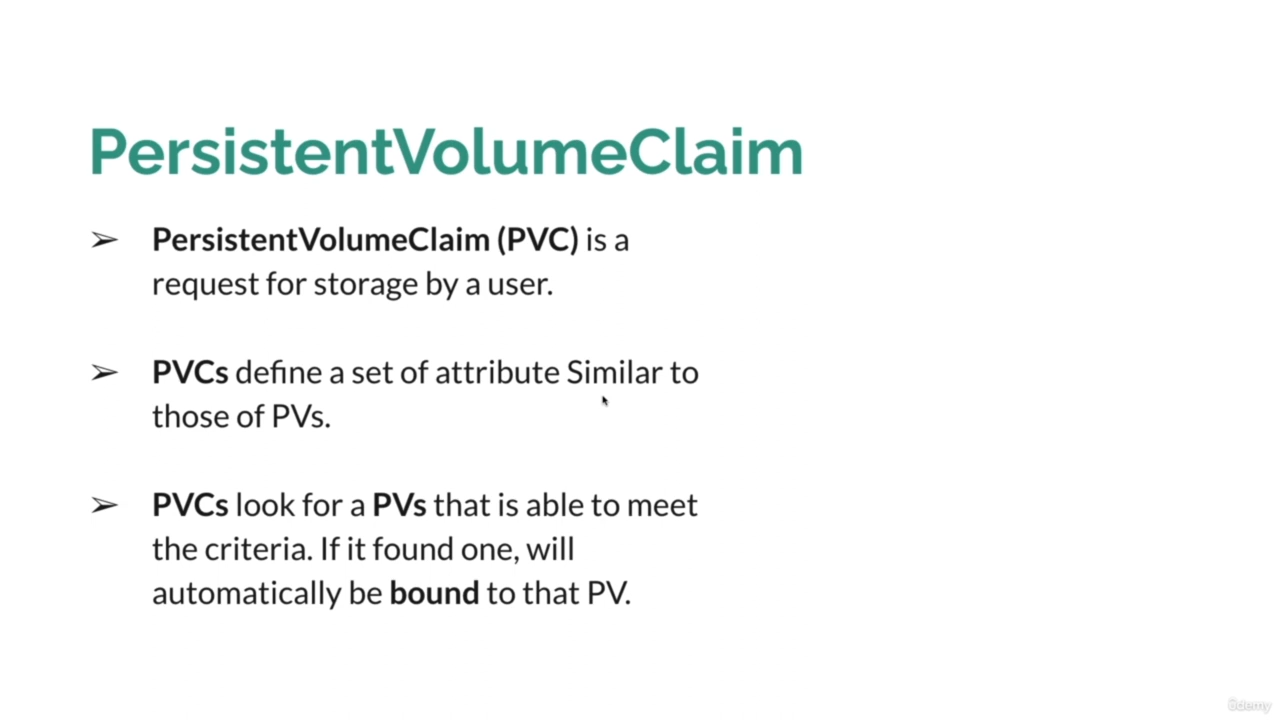 PersistentVolumeClaim
➢ PersistentVolumeClaim (PVC) is a
request for storage by a user.
➢ PVCs define a set of attribute Similar to
those of PVs.
➢ PVCs look for a PVs that is able to meet
the criteria. If it found one, will
automatically be bound to that PV.
ûdemy